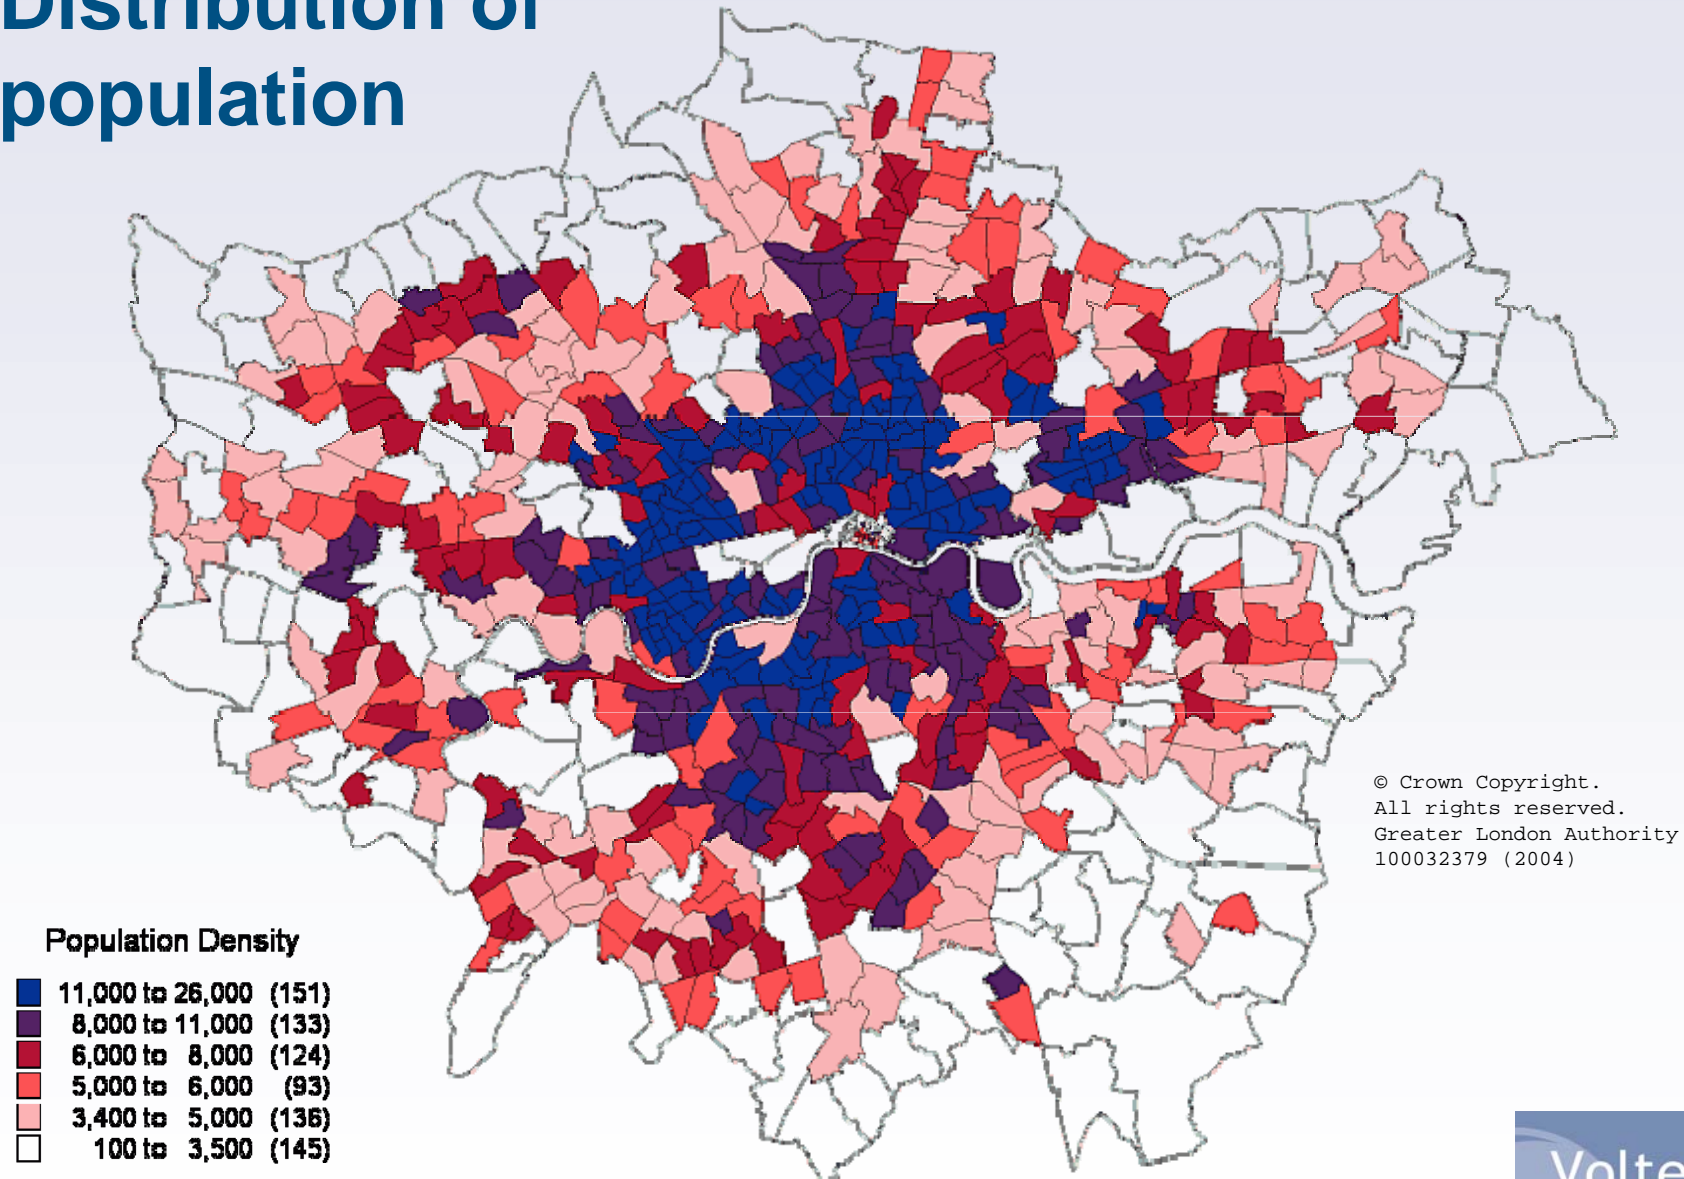 Distribution of
population
© Crown Copyright.
All rights reserved.
Greater London Authority
100032379 (2004)
Population Density
11,000 to 26,000 (151)
8,000 to 11,000 (133)
6,000 to 8,000 (124)
5,000 to 6,000 (93)
3,400 to 5,000 (136)
100 to 3,500 (145)
Volte